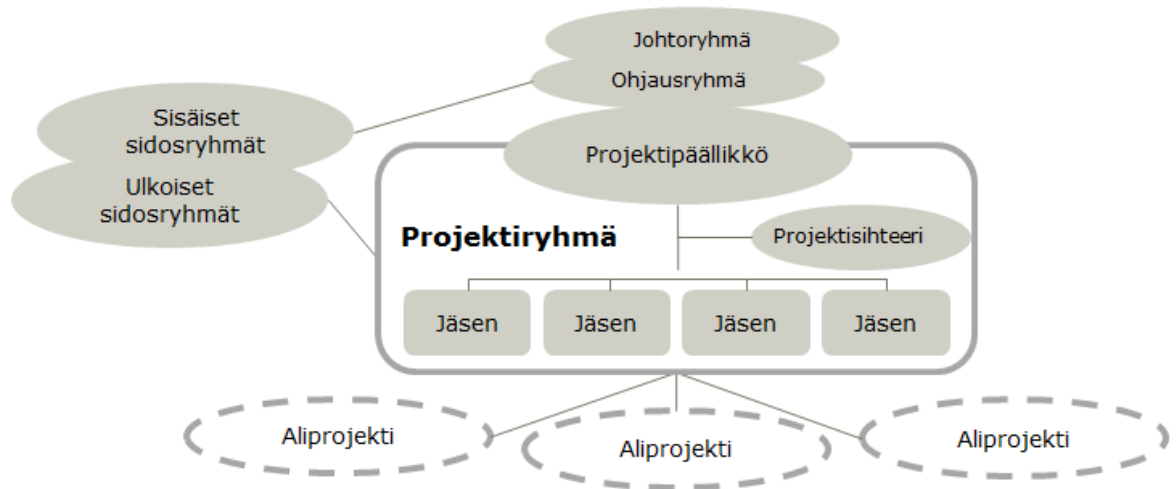 Johtoryhmä
Ohjausryhmä
Sisäiset
sidosryhmät
Projektipäällikkö
Ulkoiset
sidosryhmät
Projektiryhmä
Projektisihteeri
Jäsen
Jäsen
Jäsen
Jäsen
Aliprojekti
Aliprojekti
Aliprojekti